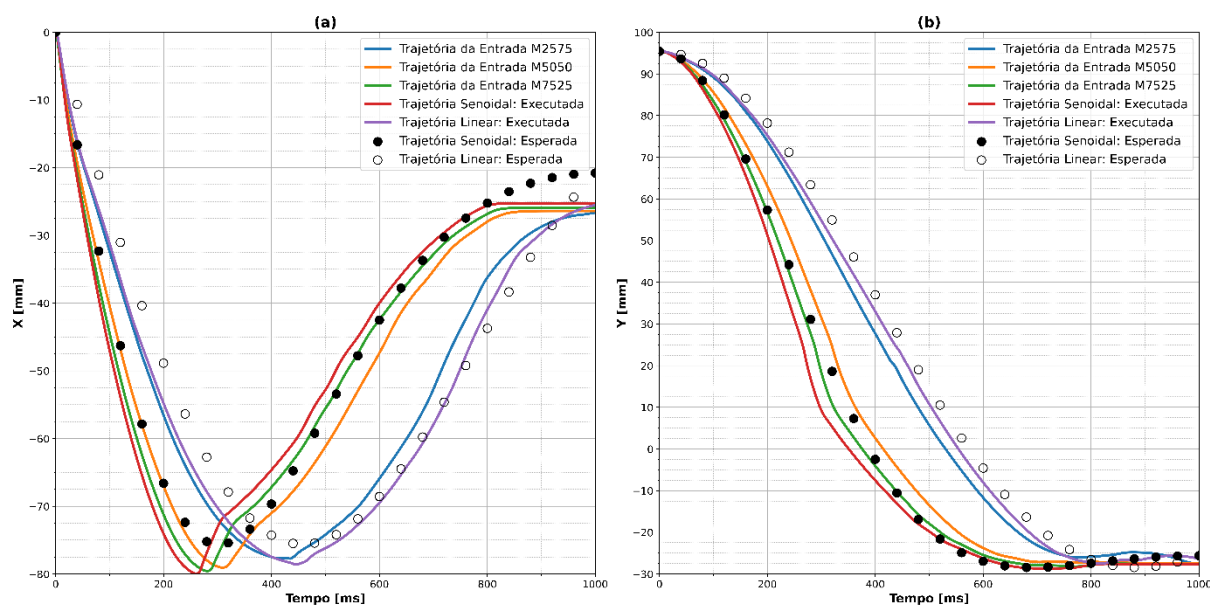 (a)
X [mm]
0
−10
−20
−30
−40
−50
−60
−70
−80
0
200
400
600
800
1000
Tempo [ms]
Trajetória da Entrada M2575
Trajetória da Entrada M5050
Trajetória da Entrada M7525
Trajetória Senoidal: Executada
Trajetória Linear: Executada
Trajetória Senoidal: Esperada
Trajetória Linear: Esperada
(b)
Y [mm]
100
90
80
70
60
50
40
30
20
10
0
−10
−20
−30
0
200
400
600
800
1000
Tempo [ms]
Trajetória da Entrada M2575
Trajetória da Entrada M5050
Trajetória da Entrada M7525
Trajetória Senoidal: Executada
Trajetória Linear: Executada
Trajetória Senoidal: Esperada
Trajetória Linear: Esperada